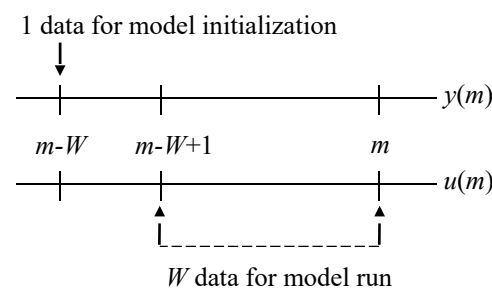 1 data for model initialization
y(m)
m-W m-W+1 m
u(m)
W data for model run